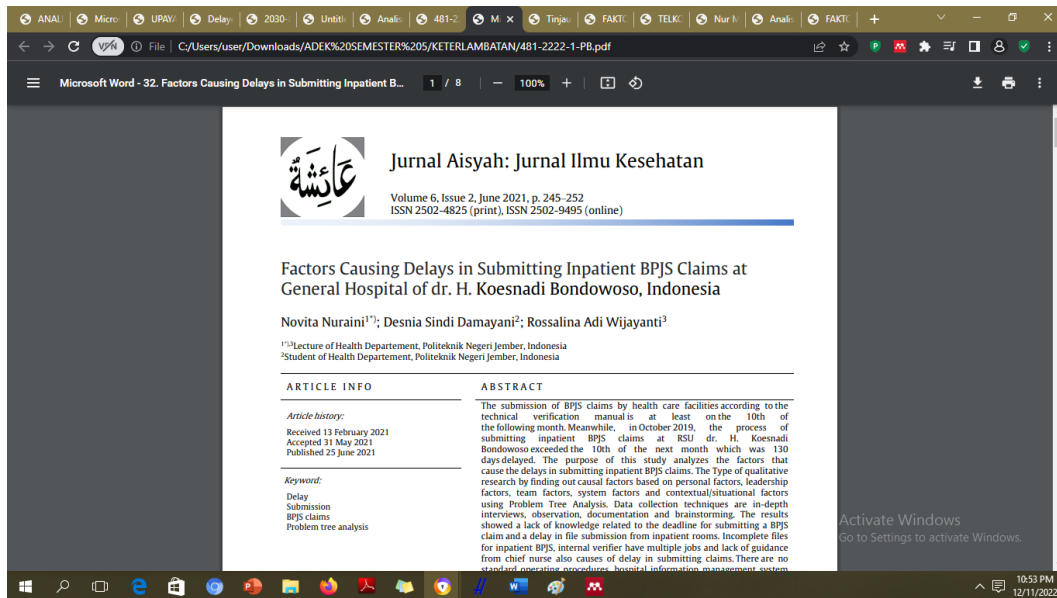 ANALI
Micro
UPAYA
Delaye
2030-
Untitle
Analis
481-2
Mi
Tinjau
FAKTO
TELKO
Nur N
Analis
FAKTO
VPN
File
C:/Users/user/Downloads/ADEK%20SEMESTER%205/KETERLAMBATAN/481-2222-1-PB.pdf
Microsoft Word - 32. Factors Causing Delays in Submitting Inpatient B... 1 / 8 − 100% +
عَائِشَةُ
Jurnal Aisyah: Jurnal Ilmu Kesehatan
Volume 6, Issue 2, June 2021, p. 245–252
ISSN 2502-4825 (print), ISSN 2502-9495 (online)
Factors Causing Delays in Submitting Inpatient BPJS Claims at
General Hospital of dr. H. Koesnadi Bondowoso, Indonesia
Novita Nuraini1*); Desnia Sindi Damayani2; Rossalina Adi Wijayanti3
1*),3Lecture of Health Departement, Politeknik Negeri Jember, Indonesia
2Student of Health Departement, Politeknik Negeri Jember, Indonesia
ARTICLE INFO
Article history:
Received 13 February 2021
Accepted 31 May 2021
Published 25 June 2021
Keyword:
Delay
Submission
BPJS claims
Problem tree analysis
ABSTRACT
The submission of BPJS claims by health care facilities according to the
technical verification manual is at least on the 10th of
the following month. Meanwhile, in October 2019, the process of
submitting inpatient BPJS claims at RSU dr. H. Koesnadi
Bondowoso exceeded the 10th of the next month which was 130
days delayed. The purpose of this study analyzes the factors that
cause the delays in submitting inpatient BPJS claims. The Type of qualitative
research by finding out causal factors based on personal factors, leadership
factors, team factors, system factors and contextual/situational factors
using Problem Tree Analysis. Data collection techniques are in-depth
interviews, observation, documentation and brainstorming. The results
showed a lack of knowledge related to the deadline for submitting a BPJS
claim and a delay in file submission from inpatient rooms. Incomplete files
for inpatient BPJS, internal verifier have multiple jobs and lack of guidance
from chief nurse also causes of delay in submitting claims. There are no
standard operating procedures, hospital information management system
Activate Windows
Go to Settings to activate Windows.
10:53 PM
12/11/2022